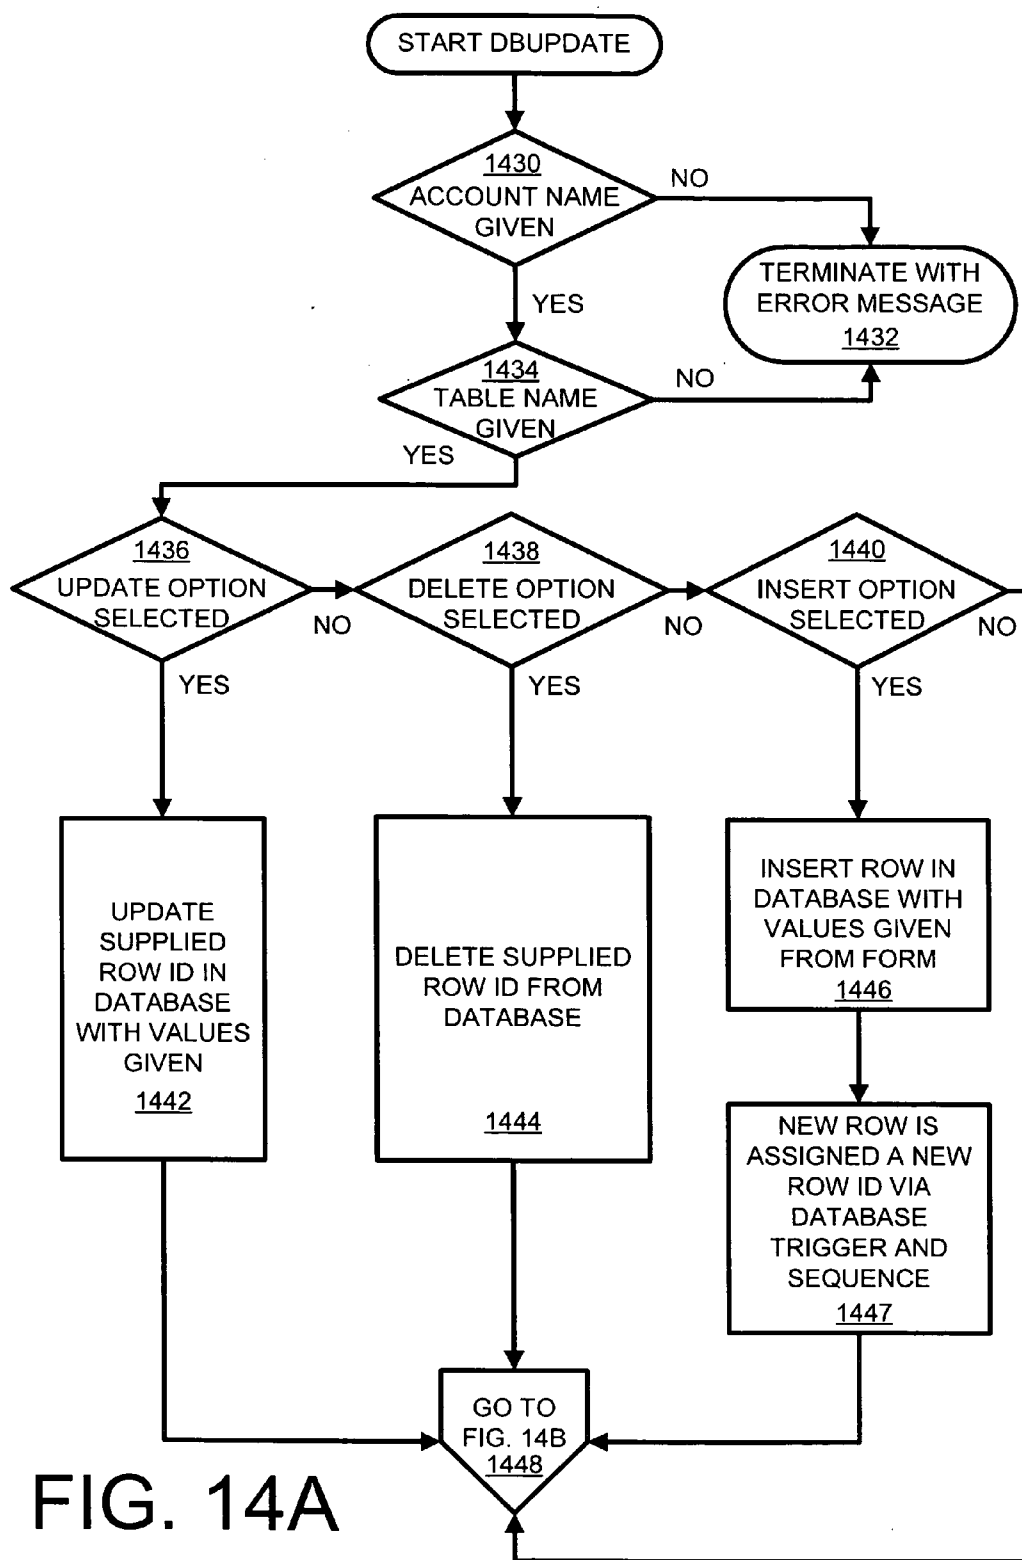 START DBUPDATE
1430
ACCOUNT NAME
GIVEN
NO
YES
TERMINATE WITH
ERROR MESSAGE
1432
1434
TABLE NAME
GIVEN
NO
YES
1436
UPDATE OPTION
SELECTED
NO
YES
1438
DELETE OPTION
SELECTED
NO
YES
1440
INSERT OPTION
SELECTED
NO
YES
UPDATE
SUPPLIED
ROW ID IN
DATABASE
WITH VALUES
GIVEN
1442
DELETE SUPPLIED
ROW ID FROM
DATABASE
1444
INSERT ROW IN
DATABASE WITH
VALUES GIVEN
FROM FORM
1446
NEW ROW IS
ASSIGNED A NEW
ROW ID VIA
DATABASE
TRIGGER AND
SEQUENCE
1447
GO TO
FIG. 14B
1448
FIG. 14A